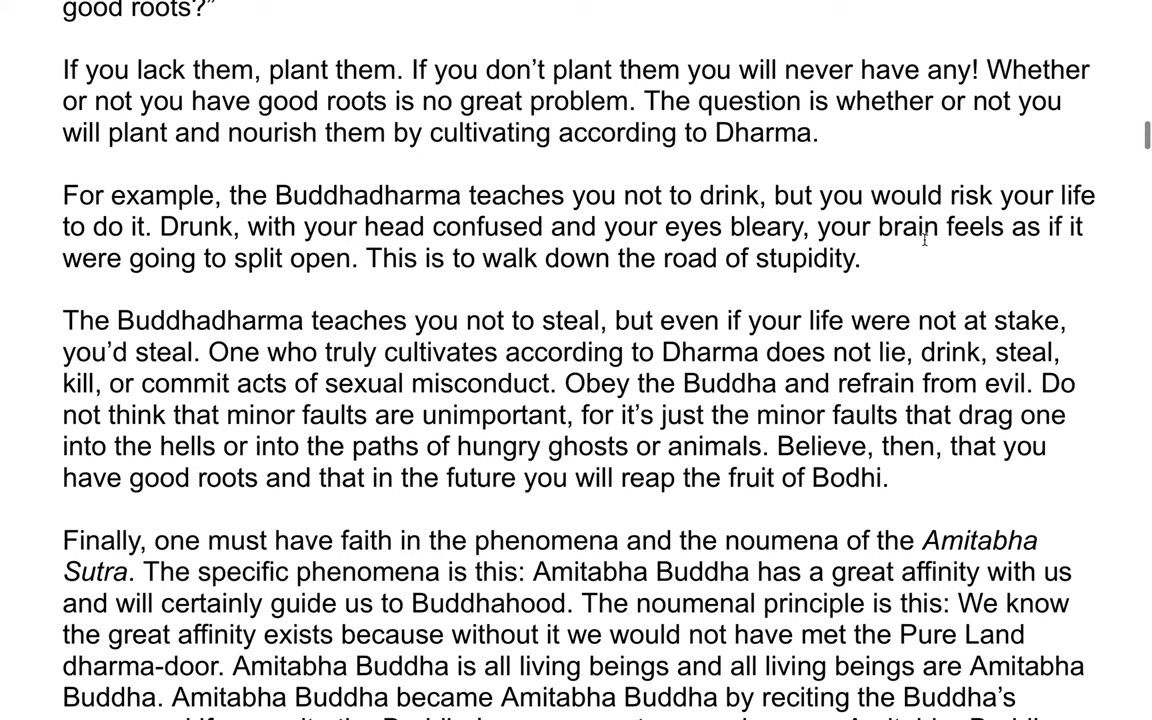 good roots?”
If you lack them, plant them. If you don’t plant them you will never have any! Whether
or not you have good roots is no great problem. The question is whether or not you
will plant and nourish them by cultivating according to Dharma.
For example, the Buddhadharma teaches you not to drink, but you would risk your life
to do it. Drunk, with your head confused and your eyes bleary, your brain feels as if it
were going to split open. This is to walk down the road of stupidity.
The Buddhadharma teaches you not to steal, but even if your life were not at stake,
you’d steal. One who truly cultivates according to Dharma does not lie, drink, steal,
kill, or commit acts of sexual misconduct. Obey the Buddha and refrain from evil. Do
not think that minor faults are unimportant, for it’s just the minor faults that drag one
into the hells or into the paths of hungry ghosts or animals. Believe, then, that you
have good roots and that in the future you will reap the fruit of Bodhi.
Finally, one must have faith in the phenomena and the noumena of the Amitabha
Sutra. The specific phenomena is this: Amitabha Buddha has a great affinity with us
and will certainly guide us to Buddhahood. The noumenal principle is this: We know
the great affinity exists because without it we would not have met the Pure Land
dharma-door. Amitabha Buddha is all living beings and all living beings are Amitabha
Buddha. Amitabha Buddha became Amitabha Buddha by reciting the Buddha’s